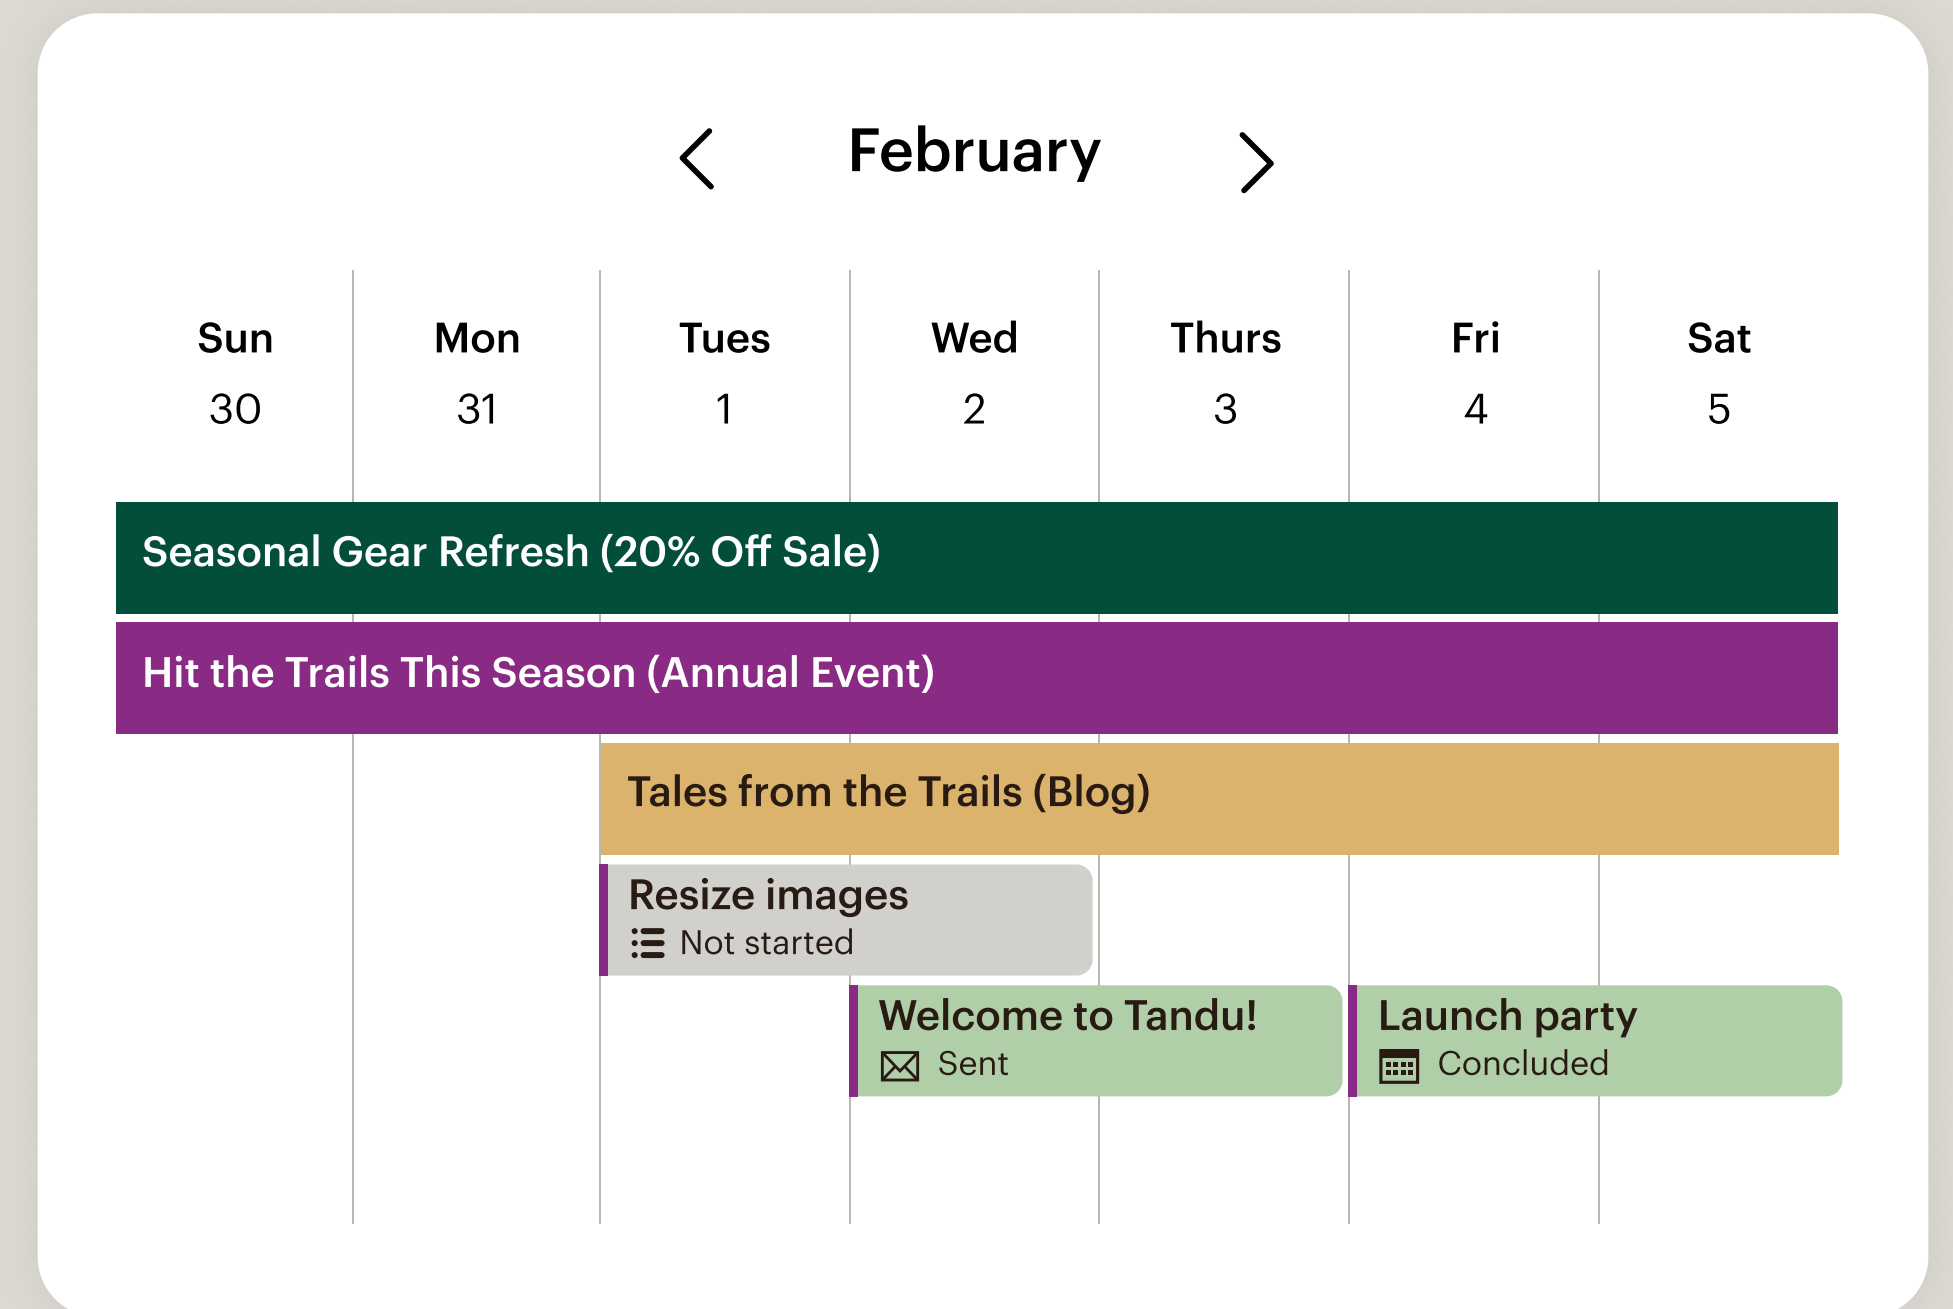 February
Sun Mon Tues Wed Thurs Fri Sat
30 31 1 2 3 4 5
Seasonal Gear Refresh (20% Off Sale)
Hit the Trails This Season (Annual Event)
Tales from the Trails (Blog)
Resize images
Not started
Welcome to Tandu!
Sent
Launch party
Concluded